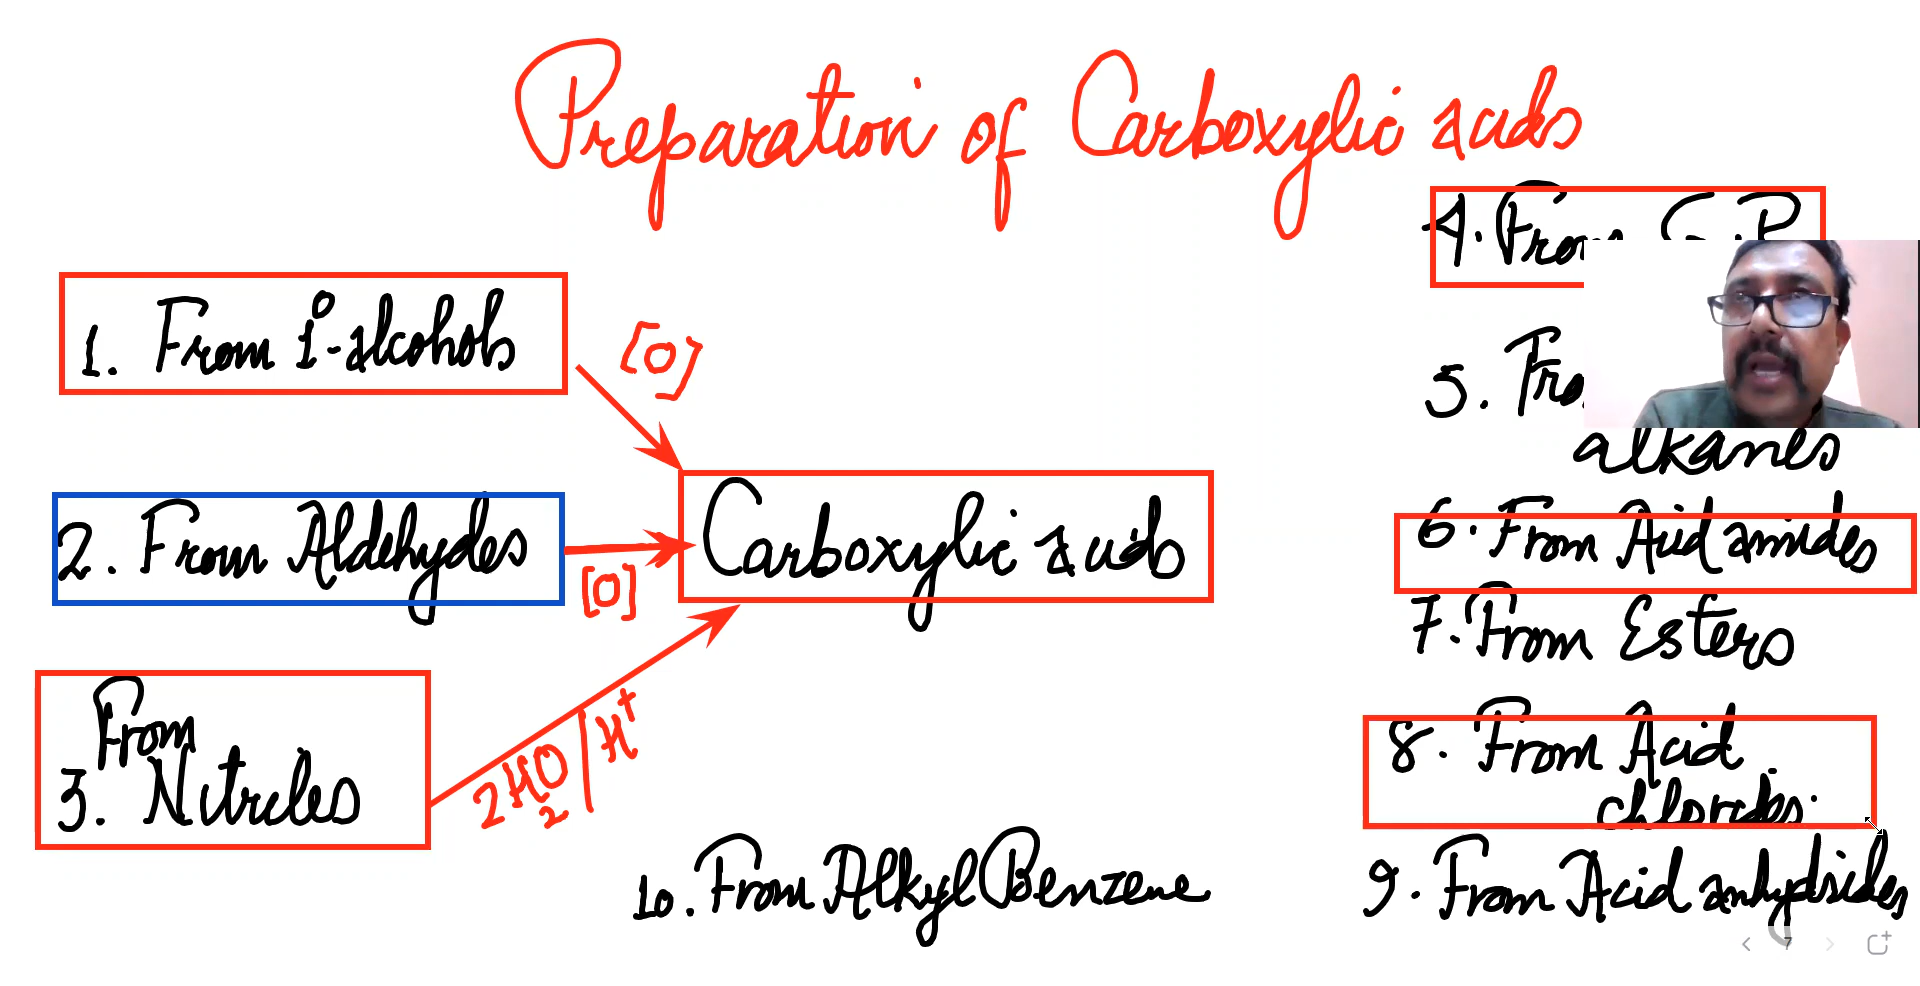 Preparation of Carboxylic acids
1. From 1°-alcohols
[O]
2. From Aldehydes
[O]
From
3. Nitriles
2H2O/H+
Carboxylic acids
4. From G.R
5. Fro
alkanes
6. From Acid amides
7. From Esters
8. From Acid
chlorides.
9. From Acid anhydrides
10. From Alkyl Benzene
7